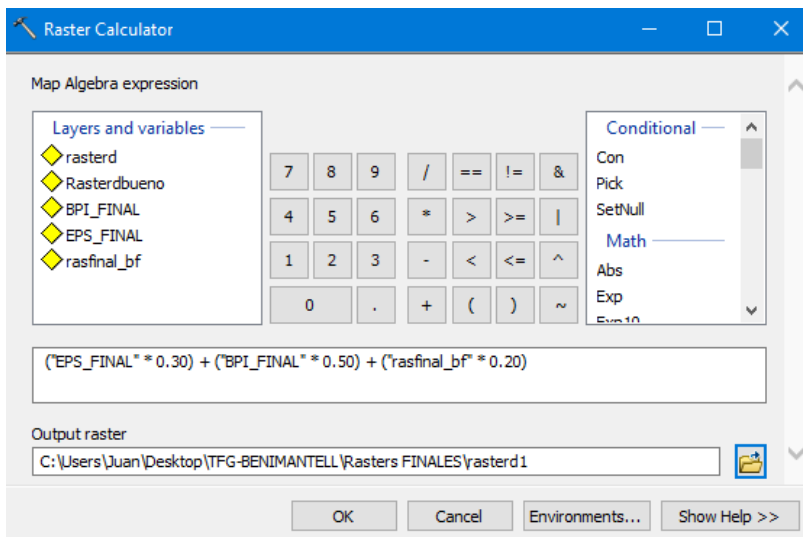 Raster Calculator
Map Algebra expression
Layers and variables
rasterd
Rasterdbueno
BPI_FINAL
EPS_FINAL
rasfinal_bf
7 8 9 / == != &
4 5 6 * > >= |
1 2 3 - < <= ^
0 . + ( ) ~
Conditional
Con
Pick
SetNull
Math
Abs
Exp
Exp10
("EPS_FINAL" * 0.30) + ("BPI_FINAL" * 0.50) + ("rasfinal_bf" * 0.20)
Output raster
C:\Users\Juan\Desktop\TFG-BENIMANTELL\Rasters FINALES\rasterd1
OK Cancel Environments... Show Help >>